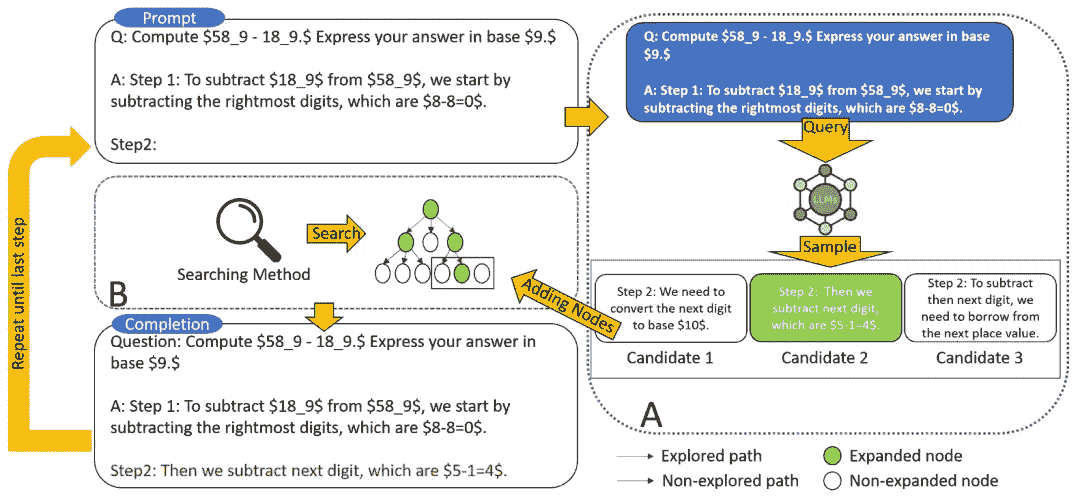 Prompt
Q: Compute $58_9 - 18_9.$ Express your answer in base
$9.$
A: Step 1: To subtract $18_9$ from $58_9$, we start by
subtracting the rightmost digits, which are $8-8=0$.
Step2:
Q: Compute $58_9 - 18_9.$ Express your answer in base
$9.$
A: Step 1: To subtract $18_9$ from $58_9$, we start by
subtracting the rightmost digits, which are $8-8=0$.
Query
LLMs
Sample
Step 2: We need to
convert the next digit
to base $10$.
Candidate 1
Step 2: Then we
subtract next digit,
which are $5-1=4$.
Candidate 2
Step 2: To subtract
then next digit, we
need to borrow from
the next place value.
Candidate 3
A
Adding Nodes
Searching Method
Search
B
Completion
Question: Compute $58_9 - 18_9.$ Express your answer in
base $9.$
A: Step 1: To subtract $18_9$ from $58_9$, we start by
subtracting the rightmost digits, which are $8-8=0$.
Step2: Then we subtract next digit, which are $5-1=4$.
Repeat until last step
Explored path
Expanded node
Non-explored path
Non-expanded node